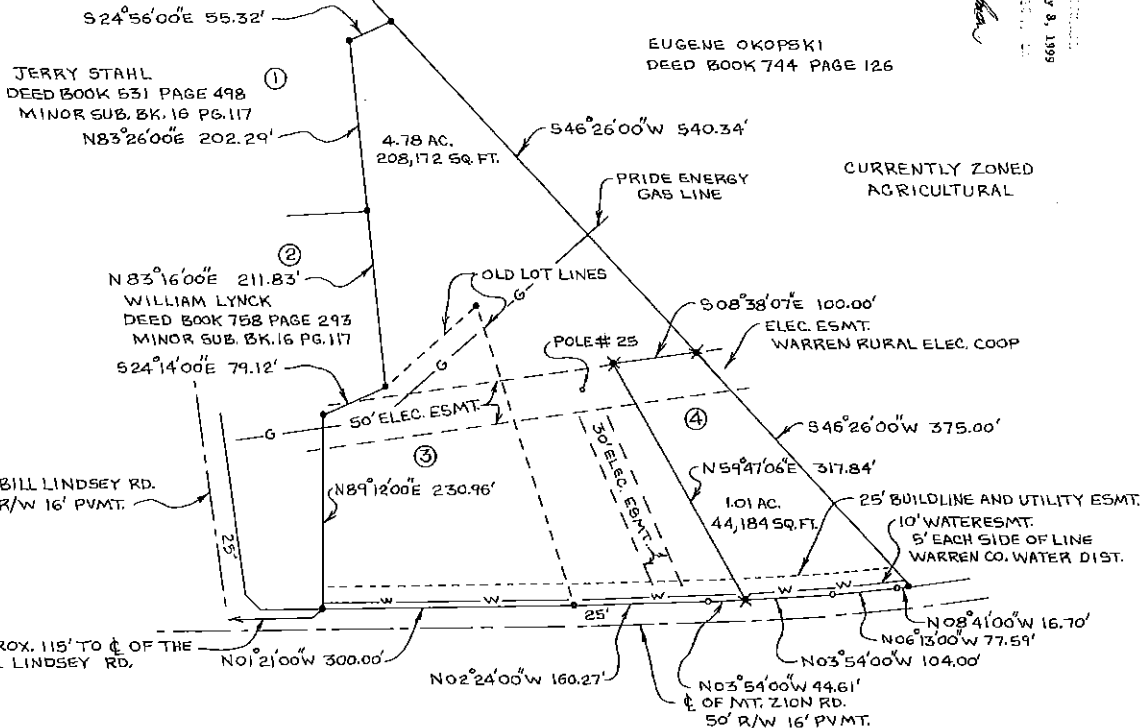 S24°56'00"E 55.32'
JERRY STAHL
DEED BOOK 531 PAGE 498
MINOR SUB. BK. 16 PG. 117
①
N83°26'00"E 202.29'
4.78 AC.
208,172 SQ. FT.
EUGENE OKOPSKI
DEED BOOK 744 PAGE 126
8, 1999
S46°26'00"W 540.34'
CURRENTLY ZONED
AGRICULTURAL
PRIDE ENERGY
GAS LINE
②
N83°16'00"E 211.83'
WILLIAM LYNCK
DEED BOOK 758 PAGE 293
MINOR SUB. BK. 16 PG. 117
OLD LOT LINES
G
G
S08°38'07"E 100.00'
ELEC. ESMT.
WARREN RURAL ELEC. COOP
POLE # 25
S24°14'00"E 79.12'
G
50' ELEC. ESMT.
③
30' ELEC. ESMT.
④
S46°26'00"W 375.00'
N59°47'06"E 317.84'
BILL LINDSEY RD.
R/W 16' PVMT.
25'
N89°12'00"E 230.96'
1.01 AC.
44,184 SQ. FT.
25' BUILDLINE AND UTILITY ESMT.
10' WATER ESMT.
5' EACH SIDE OF LINE
WARREN CO. WATER DIST.
W W W W W
25'
ROX. 115' TO ℄ OF THE
LINDSEY RD.
N01°21'00"W 300.00'
N02°24'00"W 160.27'
N03°54'00"W 44.61'
℄ OF MT. ZION RD.
50' R/W 16' PVMT.
N03°54'00"W 104.00'
N06°13'00"W 77.59'
N08°41'00"W 16.70'